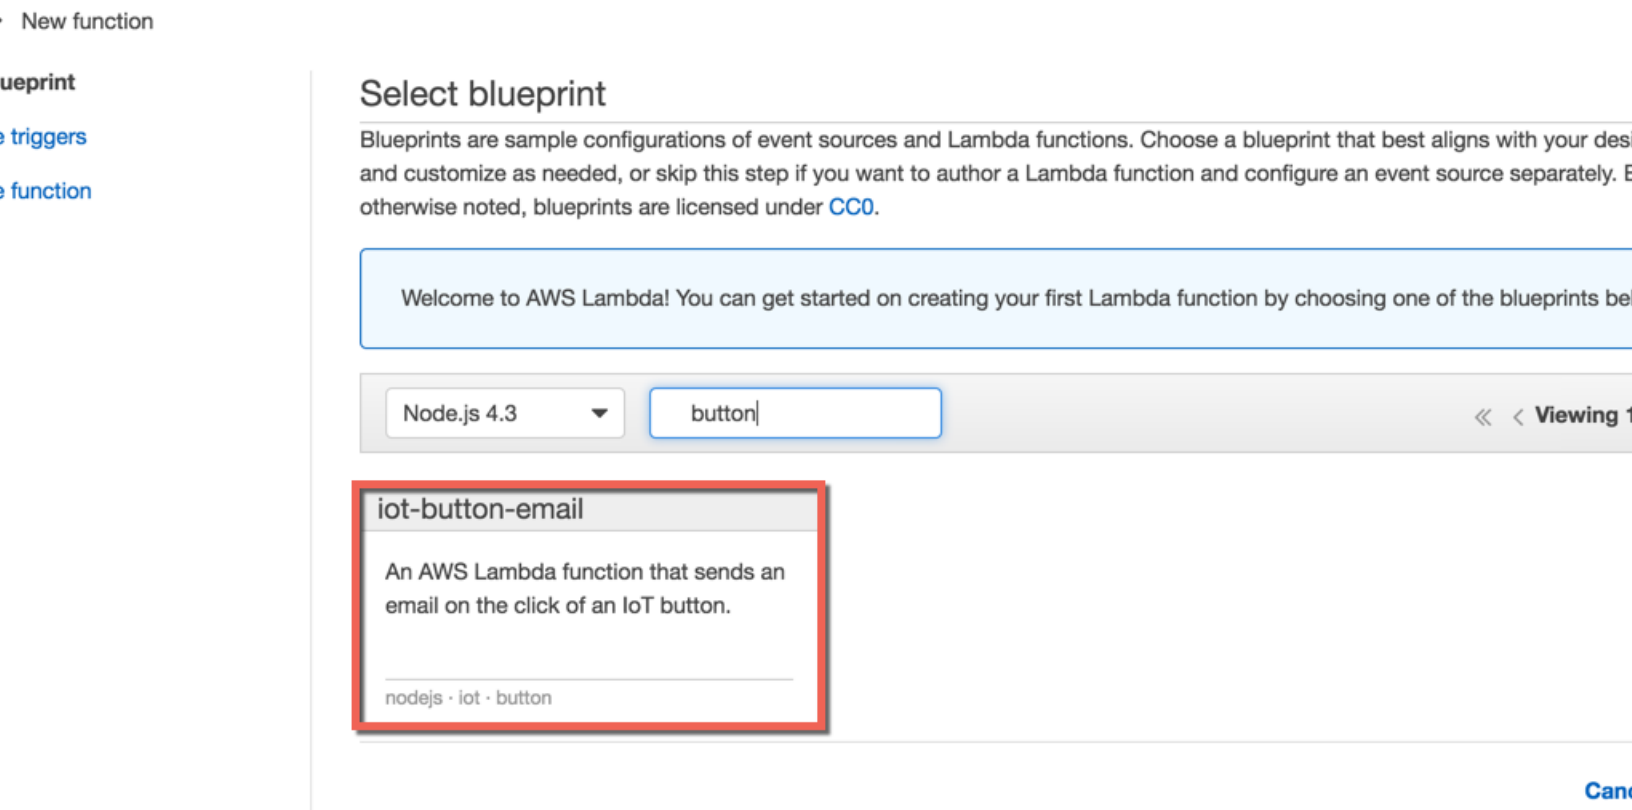 New function
ueprint
e triggers
e function
Select blueprint
Blueprints are sample configurations of event sources and Lambda functions. Choose a blueprint that best aligns with your desi
and customize as needed, or skip this step if you want to author a Lambda function and configure an event source separately. E
otherwise noted, blueprints are licensed under CC0.
Welcome to AWS Lambda! You can get started on creating your first Lambda function by choosing one of the blueprints bel
Node.js 4.3
button
« < Viewing 1
iot-button-email
An AWS Lambda function that sends an
email on the click of an IoT button.
nodejs · iot · button
Canc